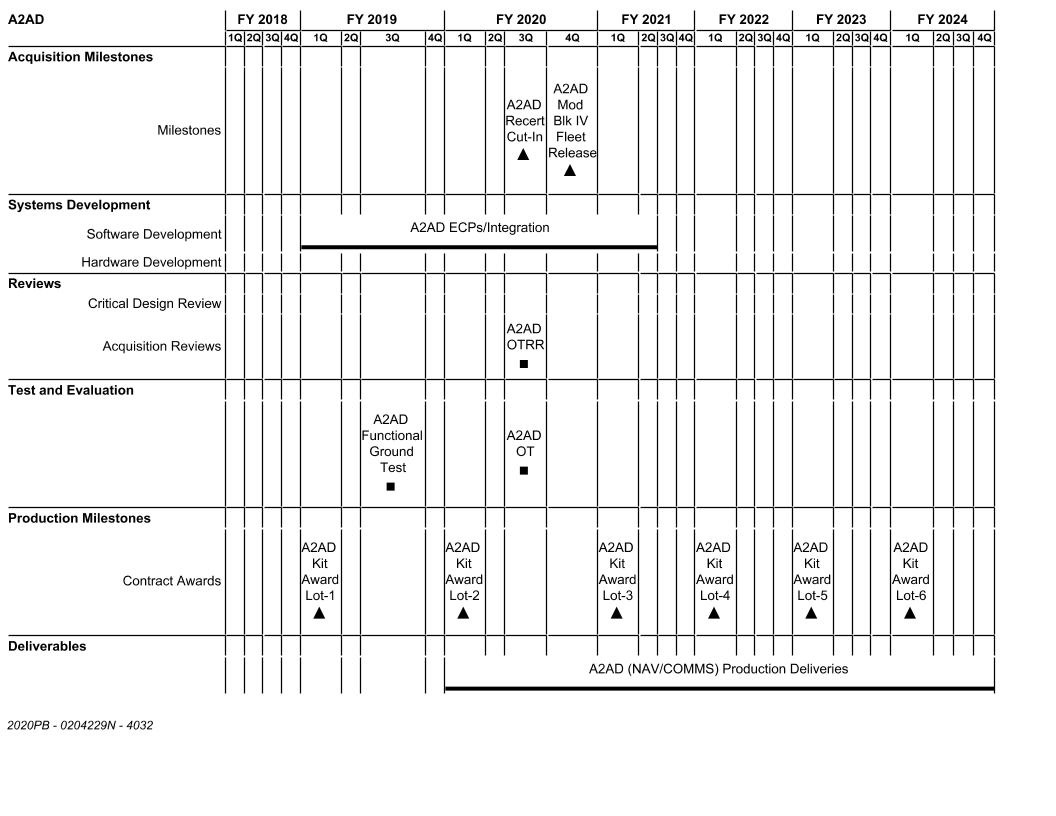 A2AD FY 2018 FY 2019 FY 2020 FY 2021 FY 2022 FY 2023 FY 2024
1Q 2Q 3Q 4Q 1Q 2Q 3Q 4Q 1Q 2Q 3Q 4Q 1Q 2Q 3Q 4Q 1Q 2Q 3Q 4Q 1Q 2Q 3Q 4Q 1Q 2Q 3Q 4Q
Acquisition Milestones
Milestones
A2AD
Recert
Cut-In
A2AD
Mod
Blk IV
Fleet
Release
Systems Development
Software Development
A2AD ECPs/Integration
Hardware Development
Reviews
Critical Design Review
Acquisition Reviews
A2AD
OTRR
Test and Evaluation
A2AD
Functional
Ground
Test
A2AD
OT
Production Milestones
Contract Awards
A2AD
Kit
Award
Lot-1
A2AD
Kit
Award
Lot-2
A2AD
Kit
Award
Lot-3
A2AD
Kit
Award
Lot-4
A2AD
Kit
Award
Lot-5
A2AD
Kit
Award
Lot-6
Deliverables
A2AD (NAV/COMMS) Production Deliveries
2020PB - 0204229N - 4032